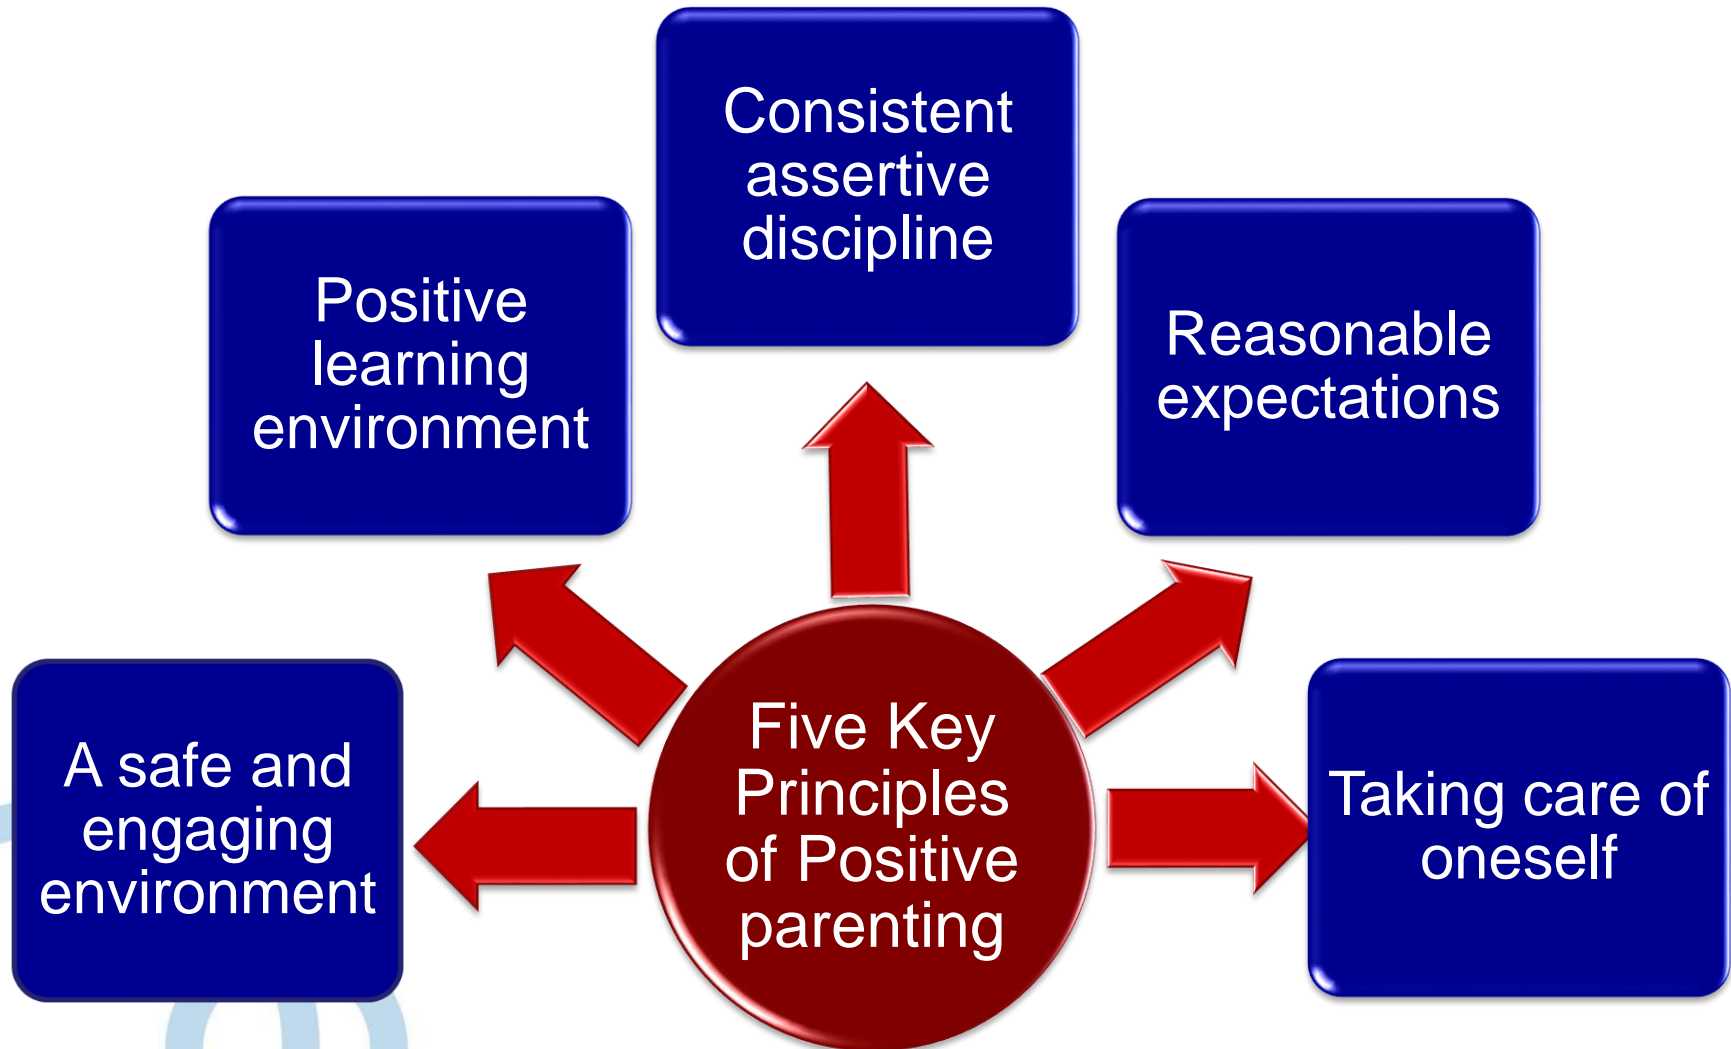 Consistent
assertive
discipline
Positive
learning
environment
Reasonable
expectations
A safe and
engaging
environment
Five Key
Principles
of Positive
parenting
Taking care of
oneself